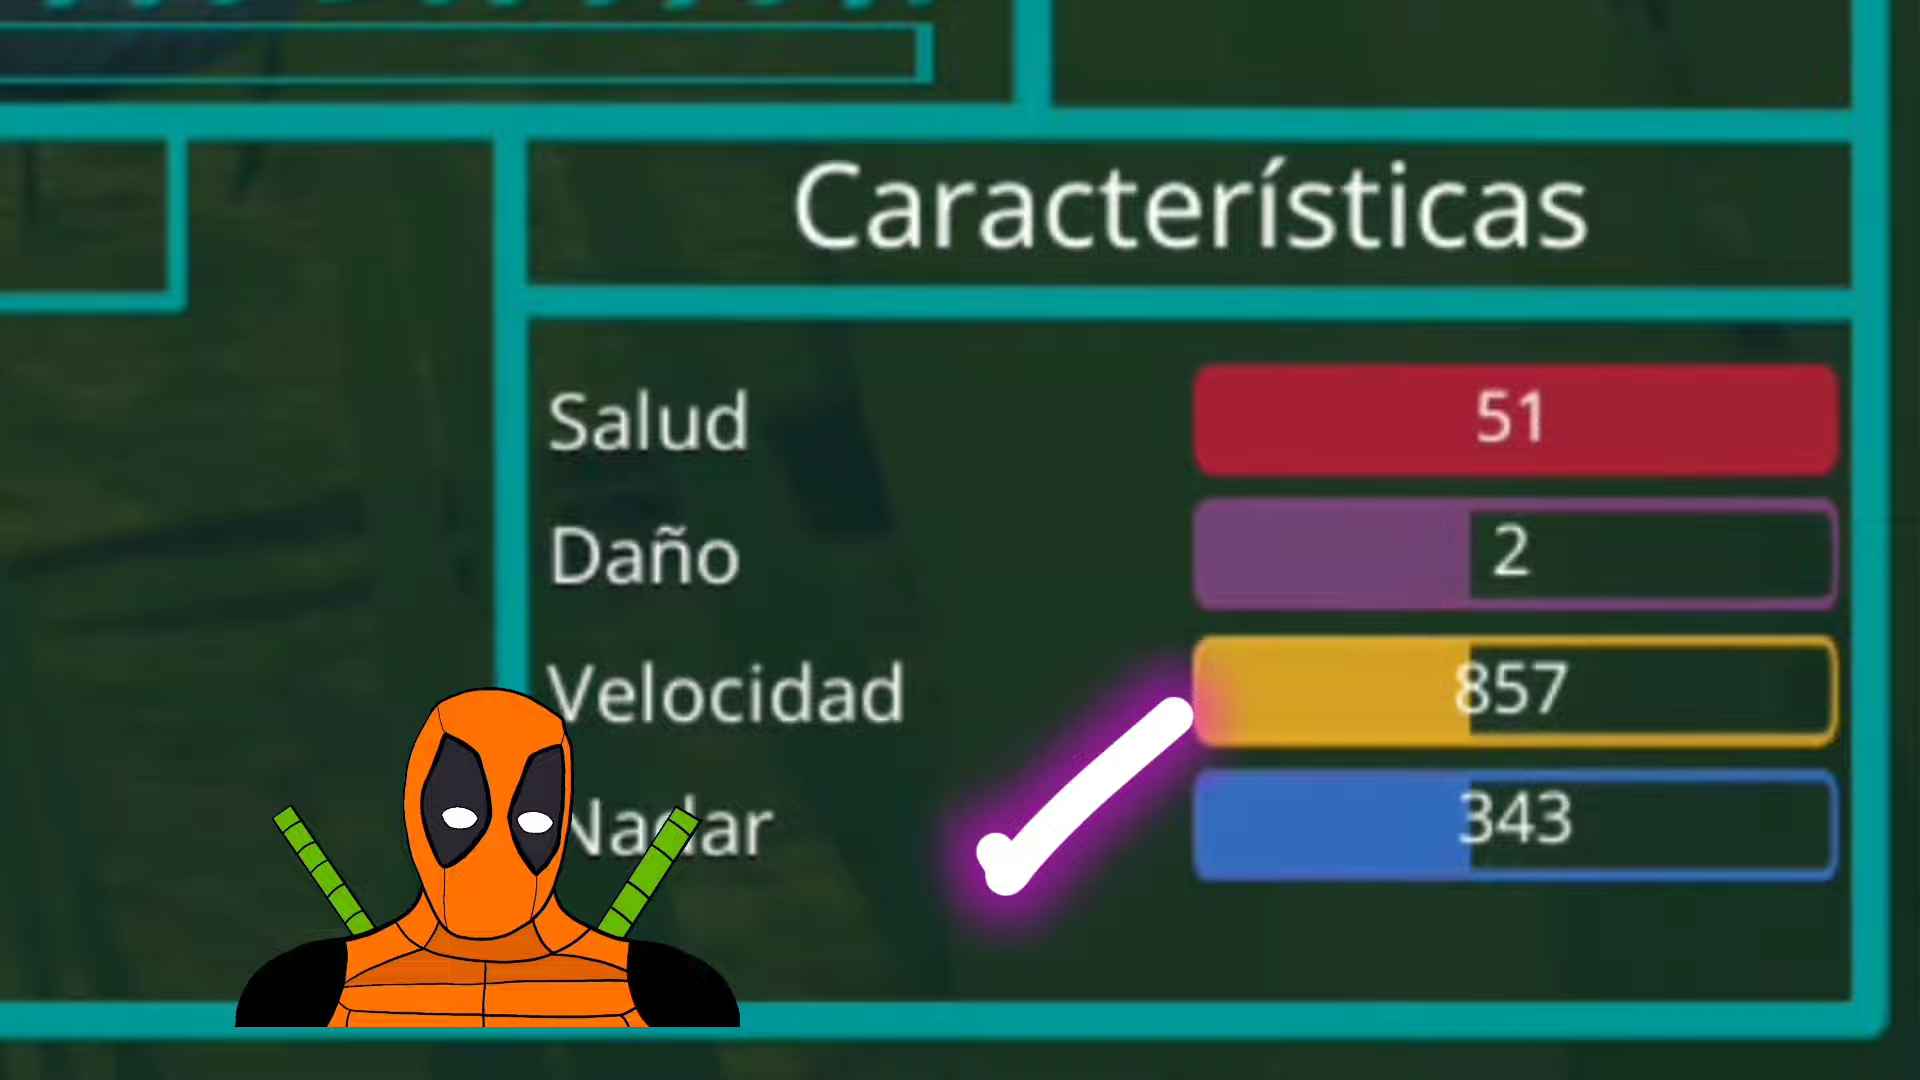 Características
Salud 51
Daño 2
Velocidad 857
Nadar 343